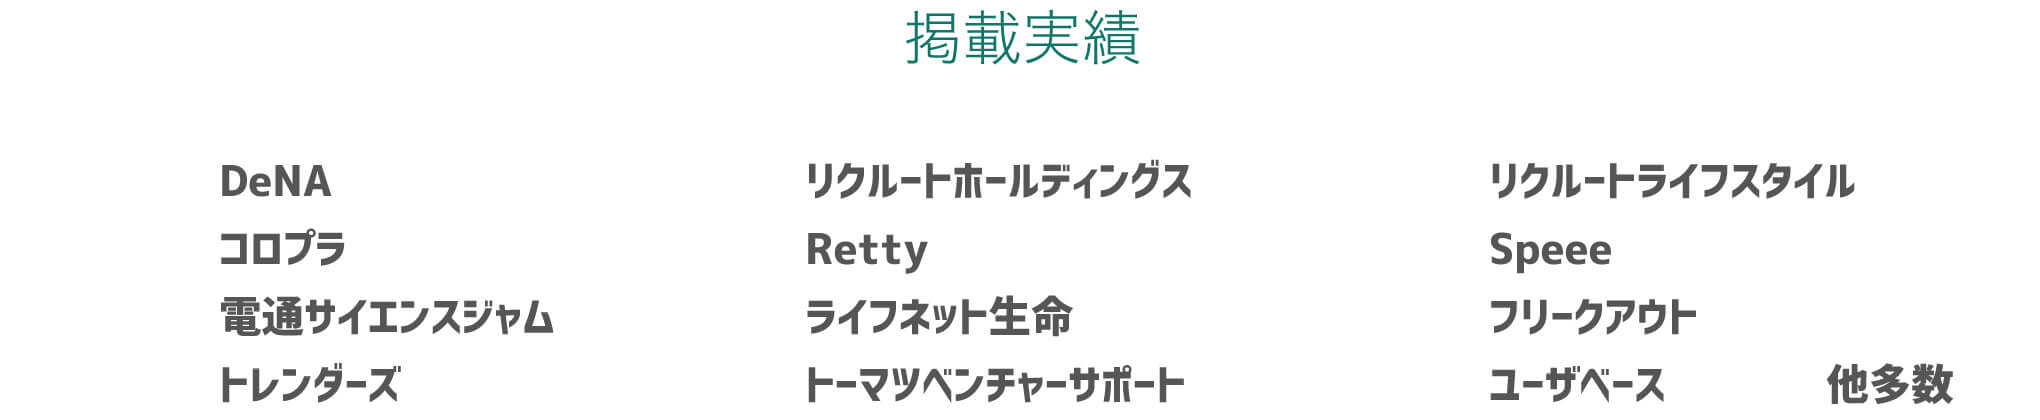 掲載実績
DeNA リクルートホールディングス リクルートライフスタイル
コロプラ Retty Speee
電通サイエンスジャム ライフネット生命 フリークアウト
トレンダーズ トーマツベンチャーサポート ユーザベース 他多数